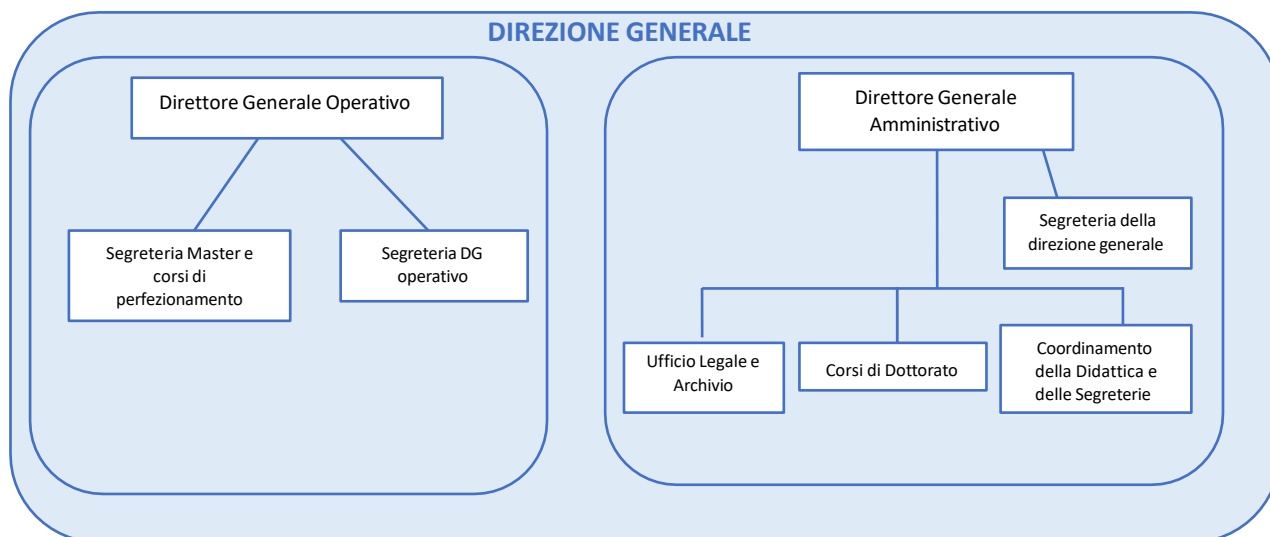 DIREZIONE GENERALE
Direttore Generale Operativo
Segreteria Master e
corsi di
perfezionamento
Segreteria DG
operativo
Direttore Generale
Amministrativo
Segreteria della
direzione generale
Ufficio Legale e
Archivio
Corsi di Dottorato
Coordinamento
della Didattica e
delle Segreterie